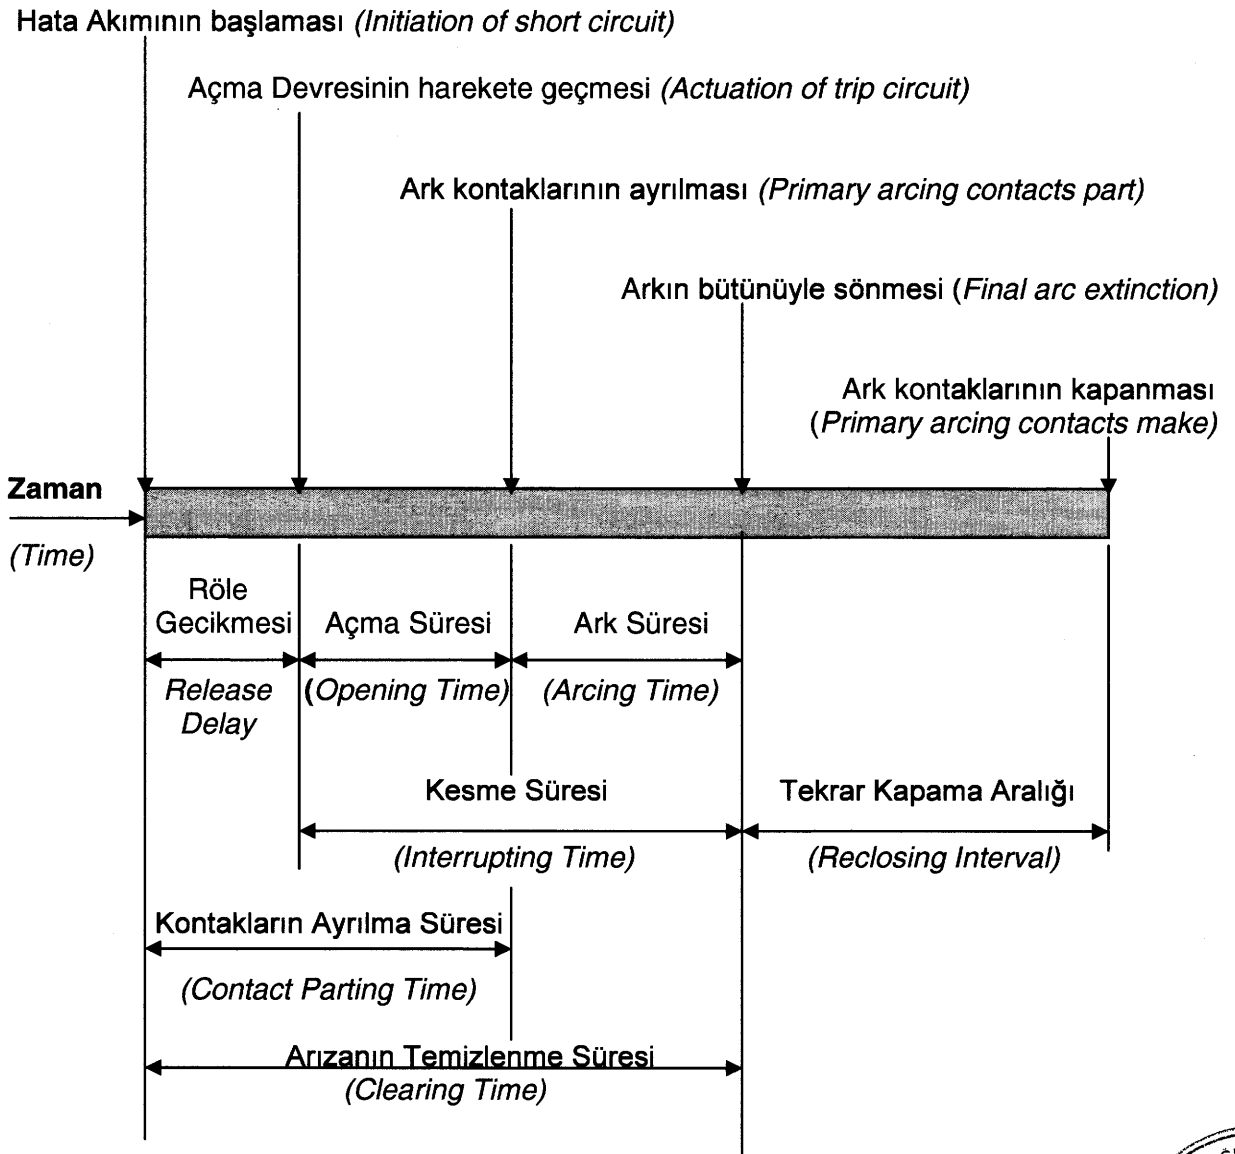 Hata Akımının başlaması (Initiation of short circuit)
Açma Devresinin harekete geçmesi (Actuation of trip circuit)
Ark kontaklarının ayrılması (Primary arcing contacts part)
Arkın bütünüyle sönmesi (Final arc extinction)
Ark kontaklarının kapanması
(Primary arcing contacts make)
Zaman
(Time)
Röle
Gecikmesi
Release
Delay
Açma Süresi
(Opening Time)
Ark Süresi
(Arcing Time)
Kesme Süresi
(Interrupting Time)
Tekrar Kapama Aralığı
(Reclosing Interval)
Kontakların Ayrılma Süresi
(Contact Parting Time)
Arızanın Temizlenme Süresi
(Clearing Time)